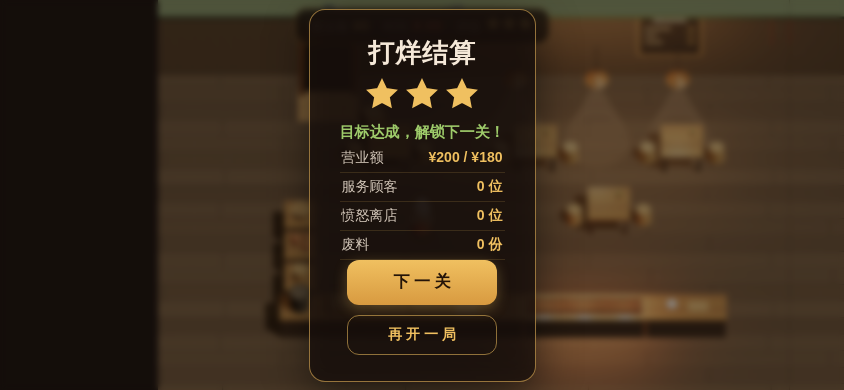 打烊结算
目标达成，解锁下一关！
营业额 ¥200 / ¥180
服务顾客 0 位
愤怒离店 0 位
废料 0 份
下一关
再开一局